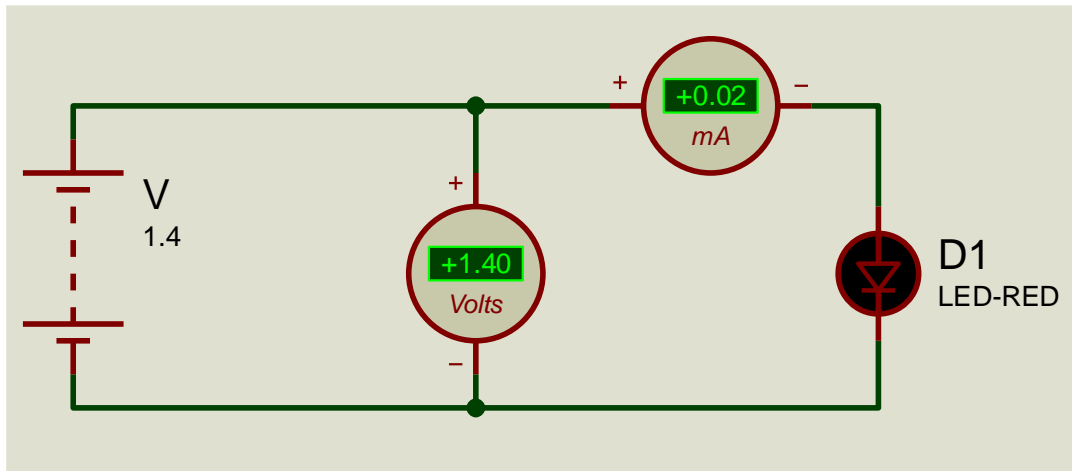 + +0.02 −
mA
V
1.4
+
+1.40
Volts
−
D1
LED-RED